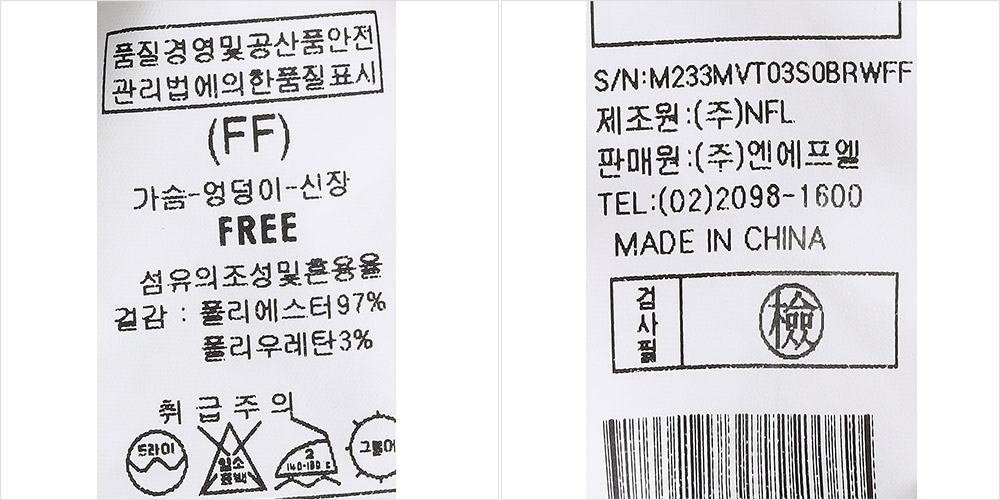 품질경영및공산품안전
관리법에의한품질표시
(FF)
가슴-엉덩이-신장
FREE
섬유의조성및혼용율
겉감 : 폴리에스터97%
폴리우레탄3%
취급주의
드라이
염소
표백
2
140-160℃
그늘에
S/N:M233MVT03S0BRWFF
제조원:(주)NFL
판매원:(주)엔에프엘
TEL:(02)2098-1600
MADE IN CHINA
검사필
檢